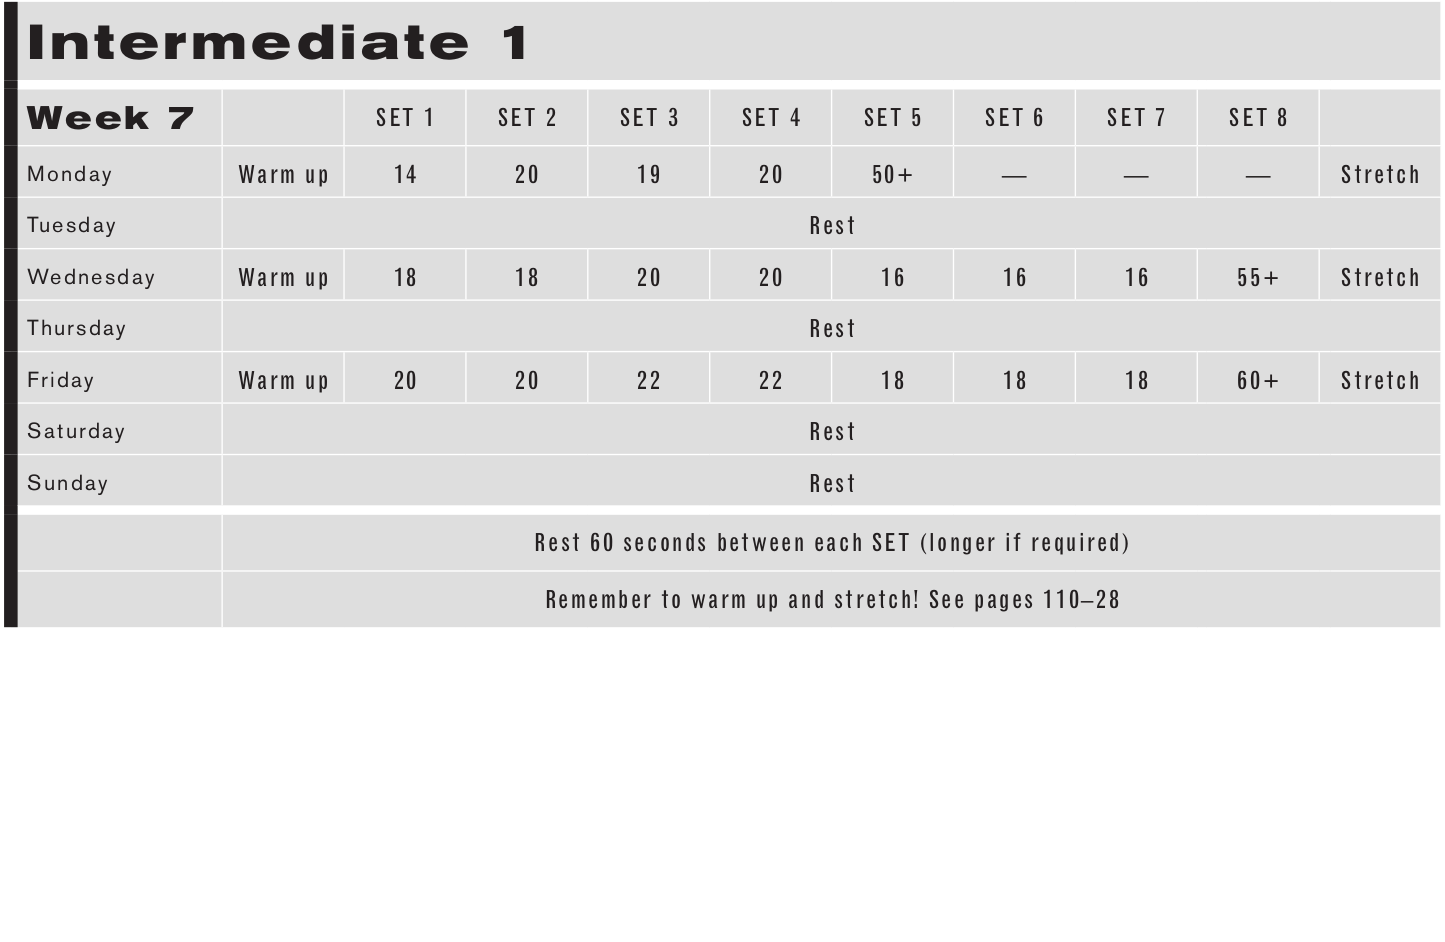 Intermediate 1
Week 7 SET 1 SET 2 SET 3 SET 4 SET 5 SET 6 SET 7 SET 8
Monday Warm up 14 20 19 20 50+ — — — Stretch
Tuesday Rest
Wednesday Warm up 18 18 20 20 16 16 16 55+ Stretch
Thursday Rest
Friday Warm up 20 20 22 22 18 18 18 60+ Stretch
Saturday Rest
Sunday Rest
Rest 60 seconds between each SET (longer if required)
Remember to warm up and stretch! See pages 110–28